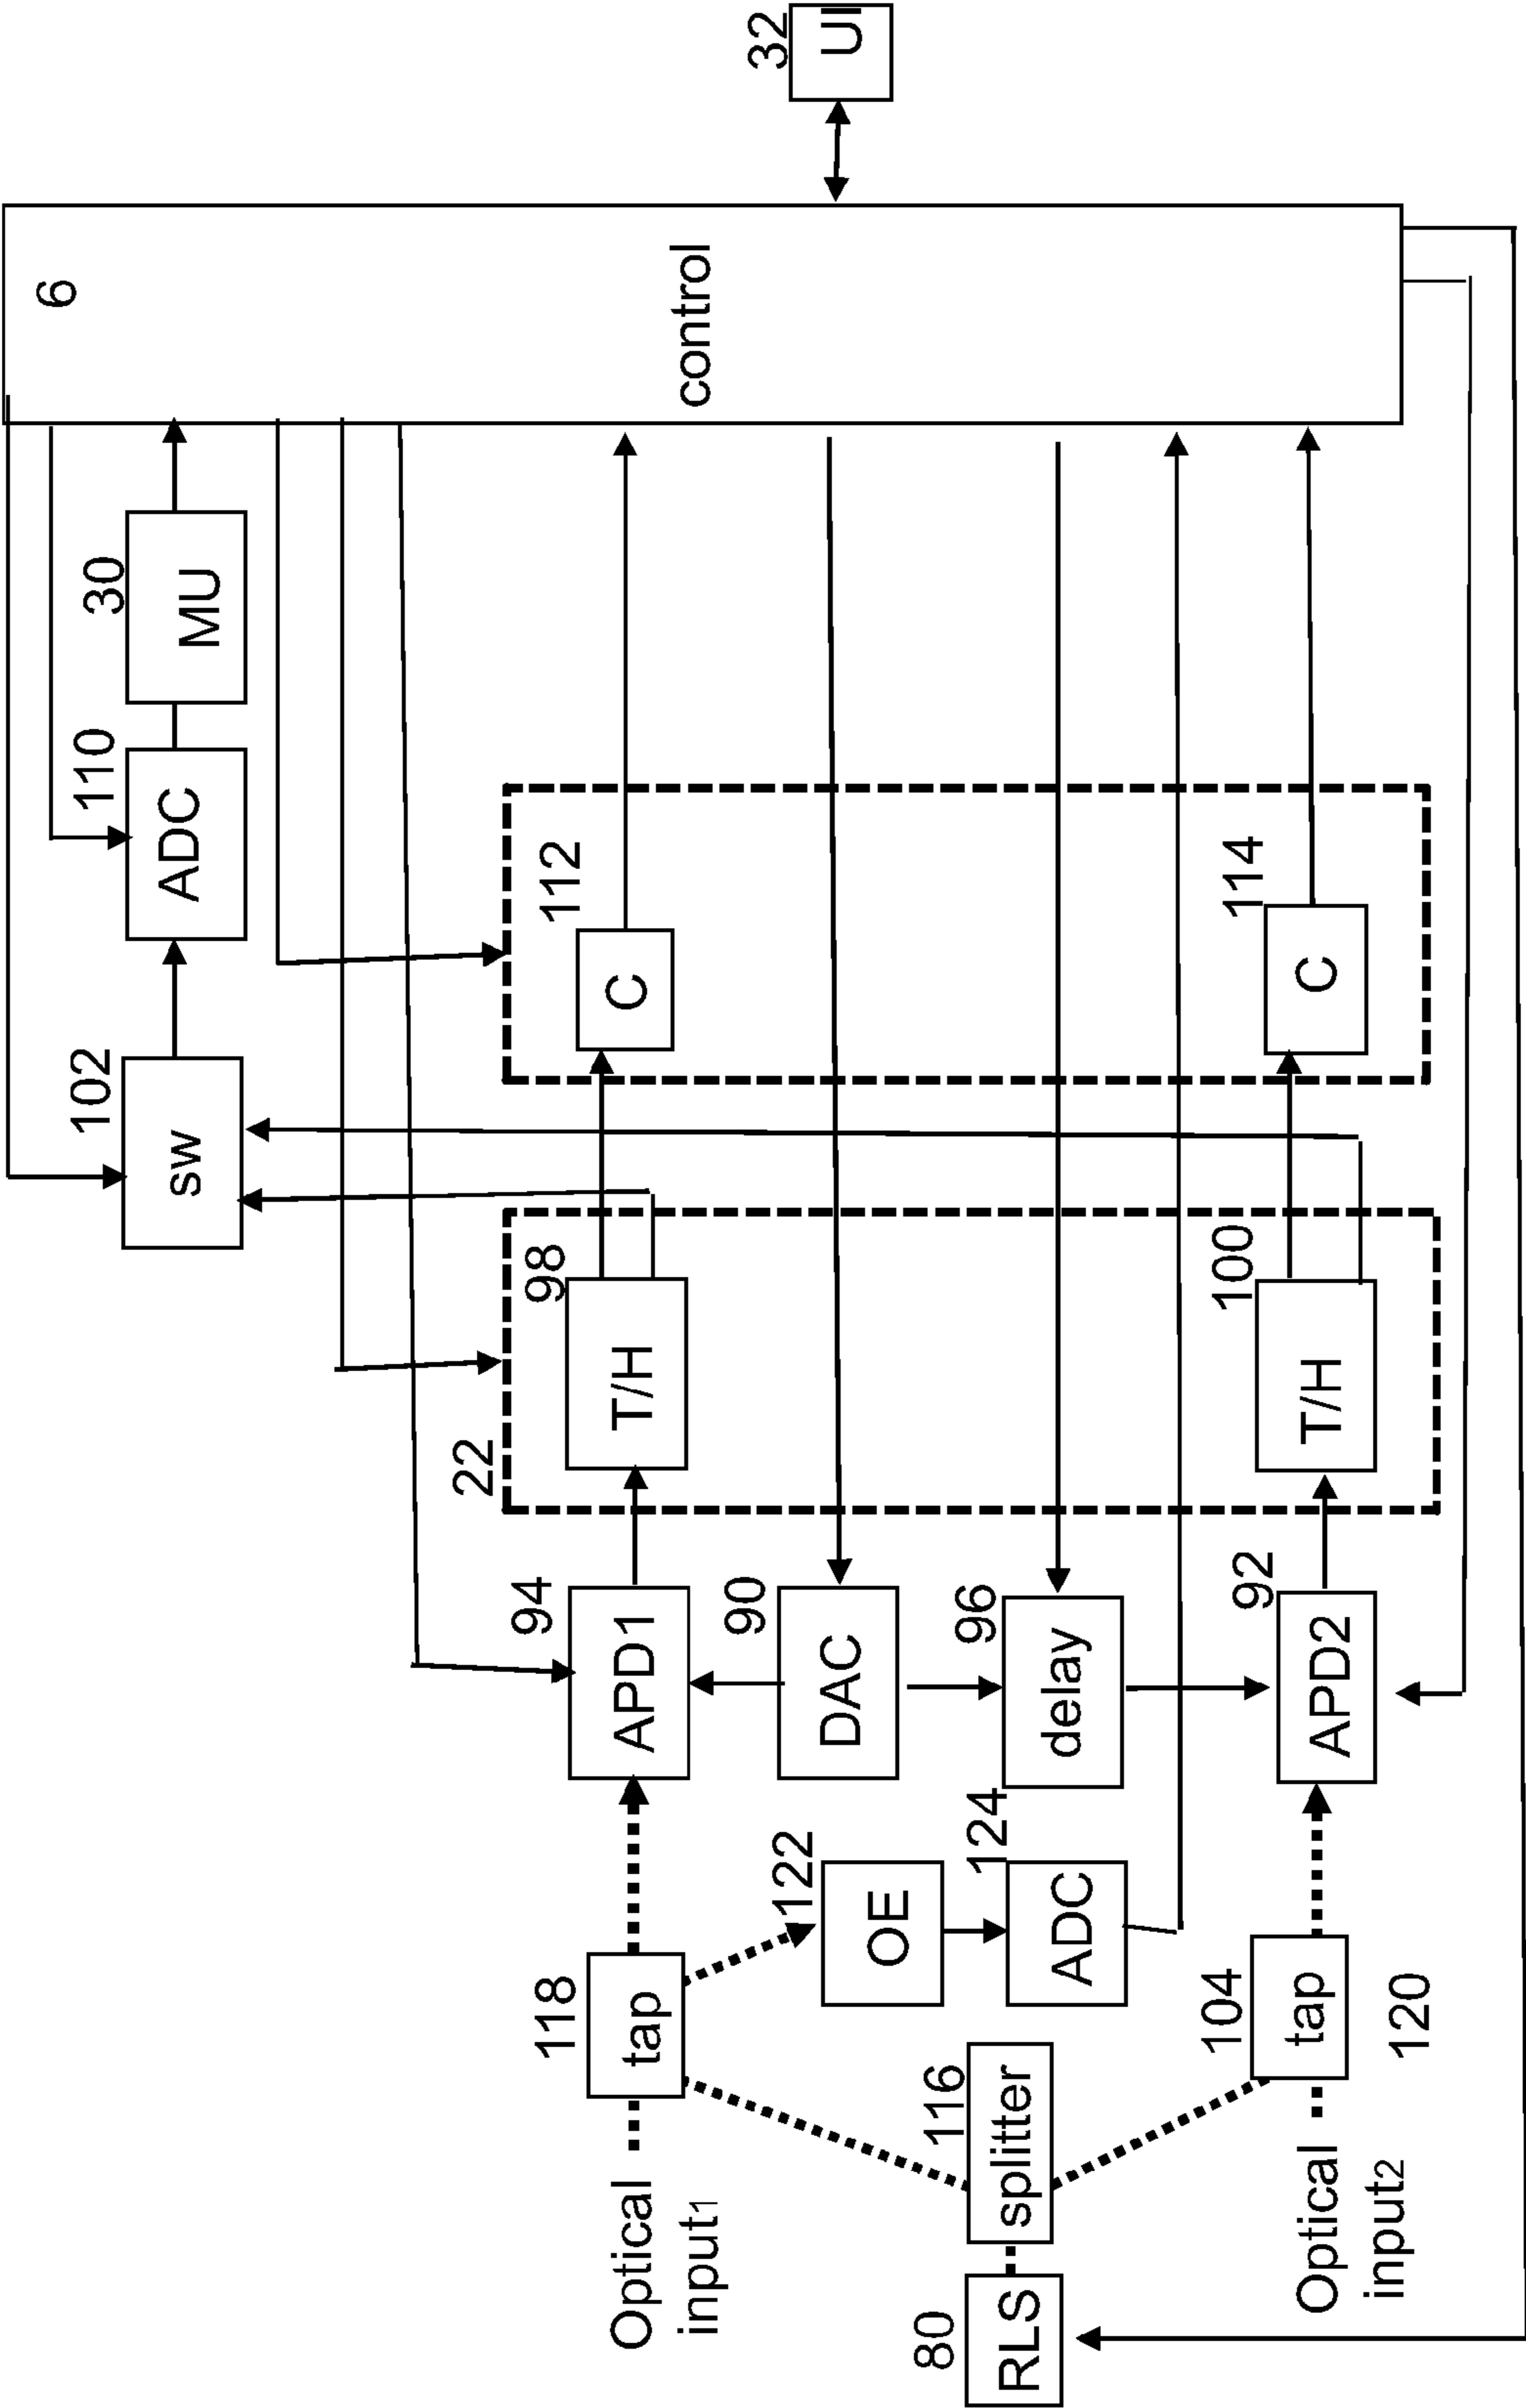 6
control
32
UI
102
sw
110
ADC
30
MU
22
98
T/H
112
C
94
APD1
90
DAC
96
delay
92
APD2
100
T/H
114
C
118
tap
122
OE
124
ADC
104
tap
120
116
splitter
80
RLS
Optical
input1
Optical
input2